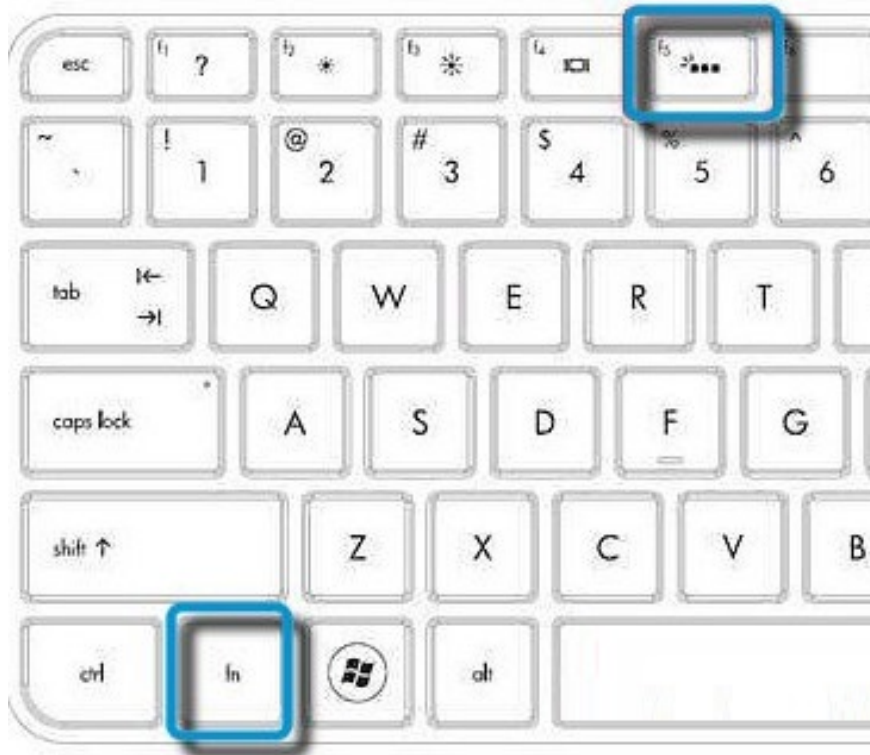 esc f1 ? f2 f3 f4 f5 f6
~ ` ! 1 @ 2 # 3 $ 4 % 5 ^ 6
tab Q W E R T
caps lock A S D F G
shift ↑ Z X C V B
ctrl fn alt